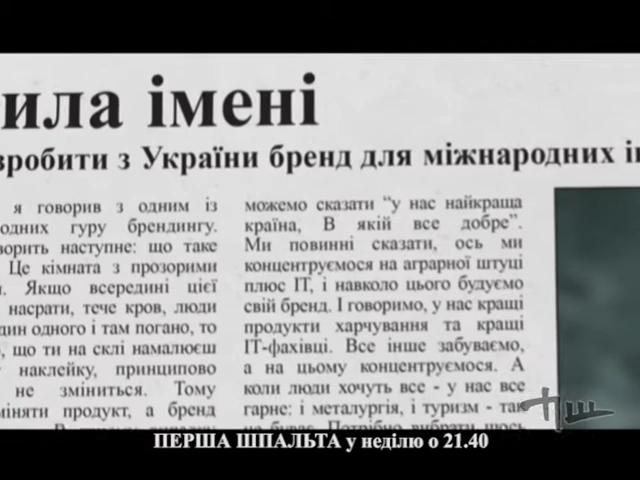 ила імені
зробити з України бренд для міжнародних ін
я говорив з одним із
одних гуру брендингу.
ворить наступне: що таке
Це кімната з прозорими
Якщо всередині цієї
насрати, тече кров, люди
дин одного і там погано, то
що ти на склі намалюєш
наклейку, принципово
не зміниться. Тому
міняти продукт, а бренд
можемо сказати “у нас найкраща
країна, В якій все добре”.
Ми повинні сказати, ось ми
концентруємося на аграрної штуці
плюс ІТ, і навколо цього будуємо
свій бренд. І говоримо, у нас кращі
продукти харчування та кращі
ІТ-фахівці. Все інше забуваємо,
а на цьому концентруємося. А
коли люди хочуть все - у нас все
гарне: і металургія, і туризм - так
не буває. Потрібно вибрати щось
ПШ
ПЕРША ШПАЛЬТА у неділю о 21.40